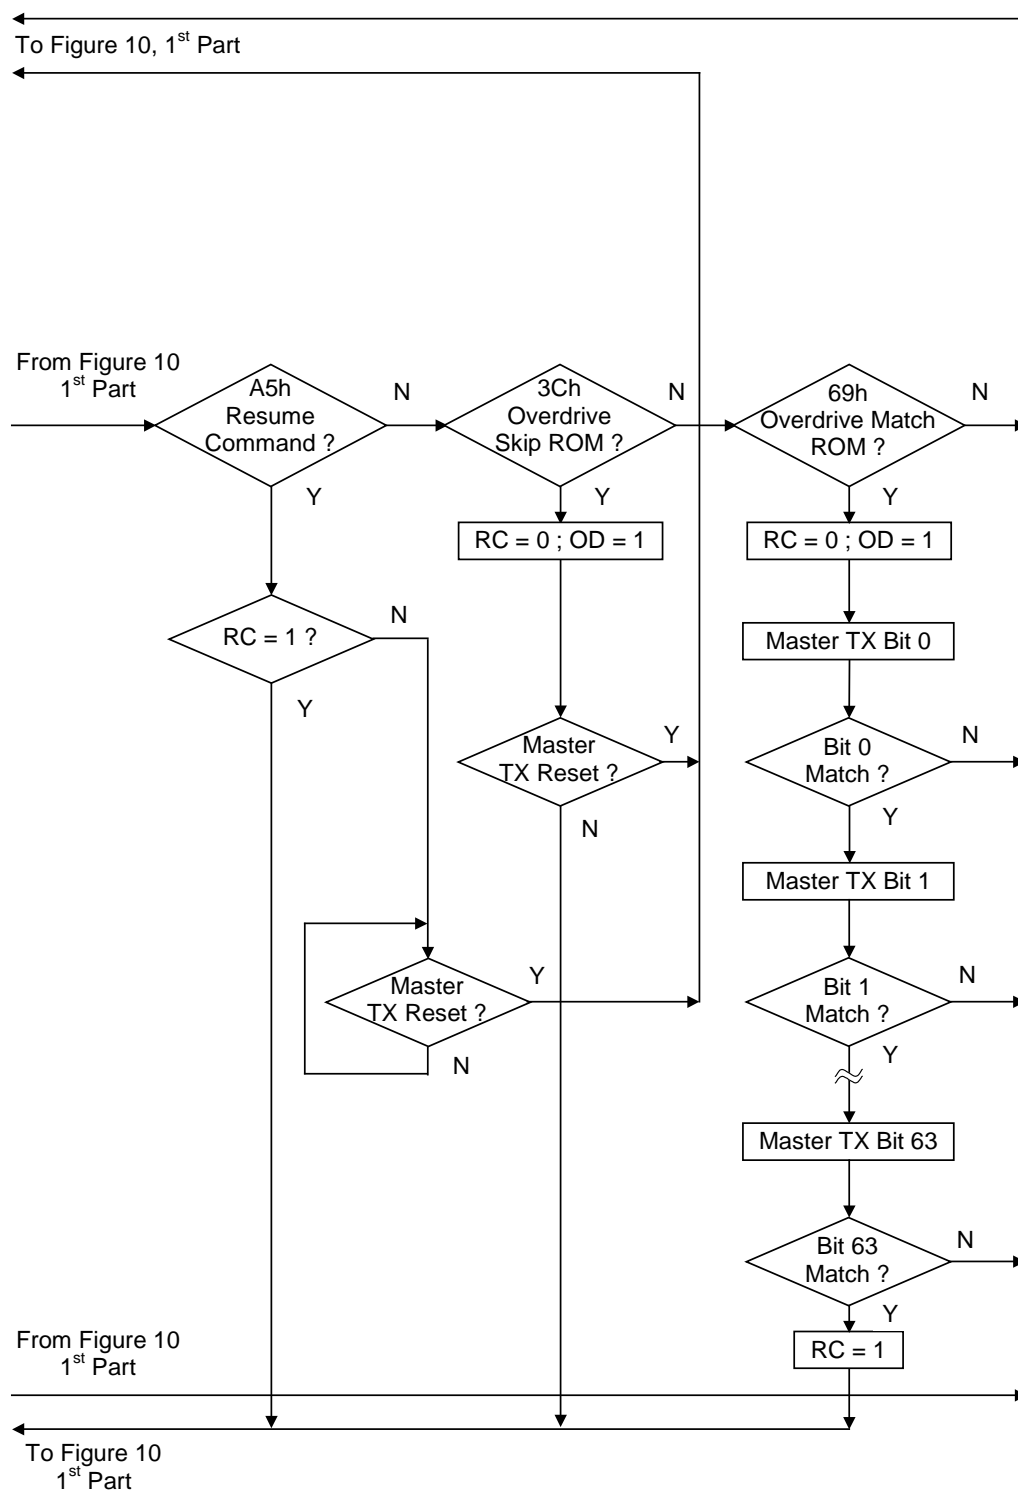 To Figure 10, 1st Part
From Figure 10
1st Part
A5h
Resume
Command ?
N
Y
3Ch
Overdrive
Skip ROM ?
N
Y
69h
Overdrive Match
ROM ?
N
Y
RC = 0 ; OD = 1
RC = 0 ; OD = 1
RC = 1 ?
N
Y
Master TX Bit 0
Master
TX Reset ?
Y
N
Bit 0
Match ?
N
Y
Master TX Bit 1
Master
TX Reset ?
Y
N
Bit 1
Match ?
N
Y
Master TX Bit 63
Bit 63
Match ?
N
Y
From Figure 10
1st Part
RC = 1
To Figure 10
1st Part